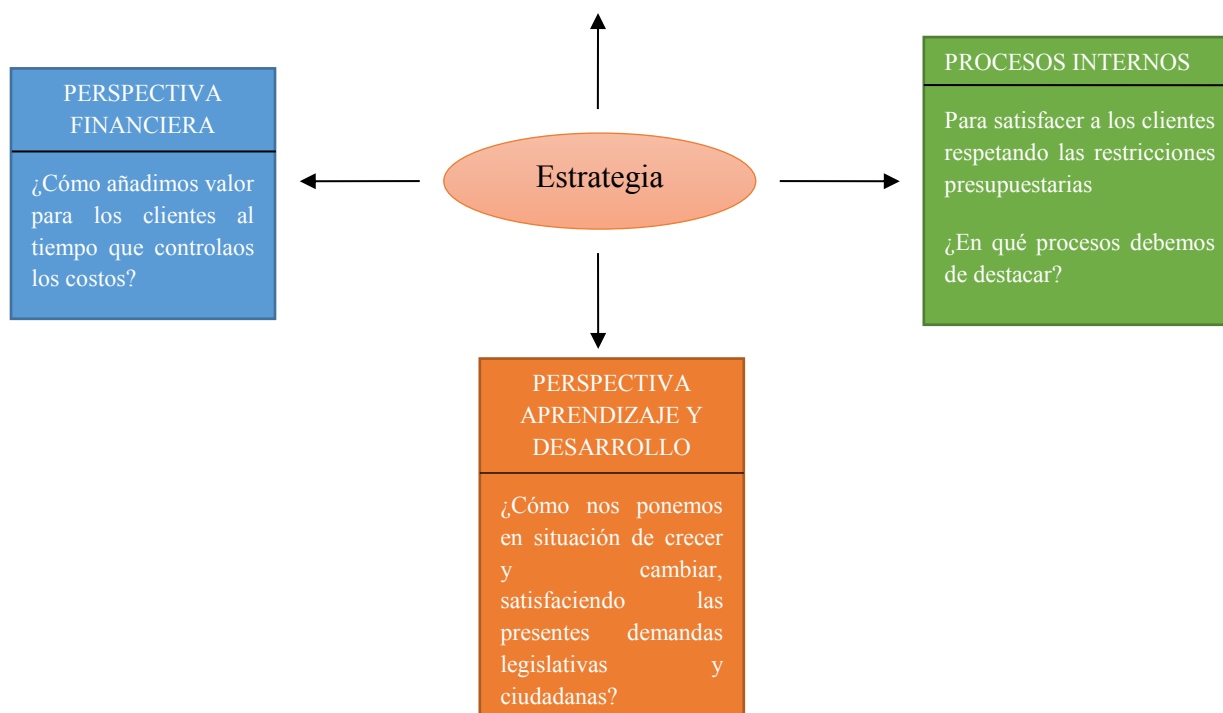 PERSPECTIVA
FINANCIERA
¿Cómo añadimos valor
para los clientes al
tiempo que controlaos
los costos?
Estrategia
PROCESOS INTERNOS
Para satisfacer a los clientes
respetando las restricciones
presupuestarias
¿En qué procesos debemos
de destacar?
PERSPECTIVA
APRENDIZAJE Y
DESARROLLO
¿Cómo nos ponemos
en situación de crecer
y cambiar,
satisfaciendo las
presentes demandas
legislativas y
ciudadanas?